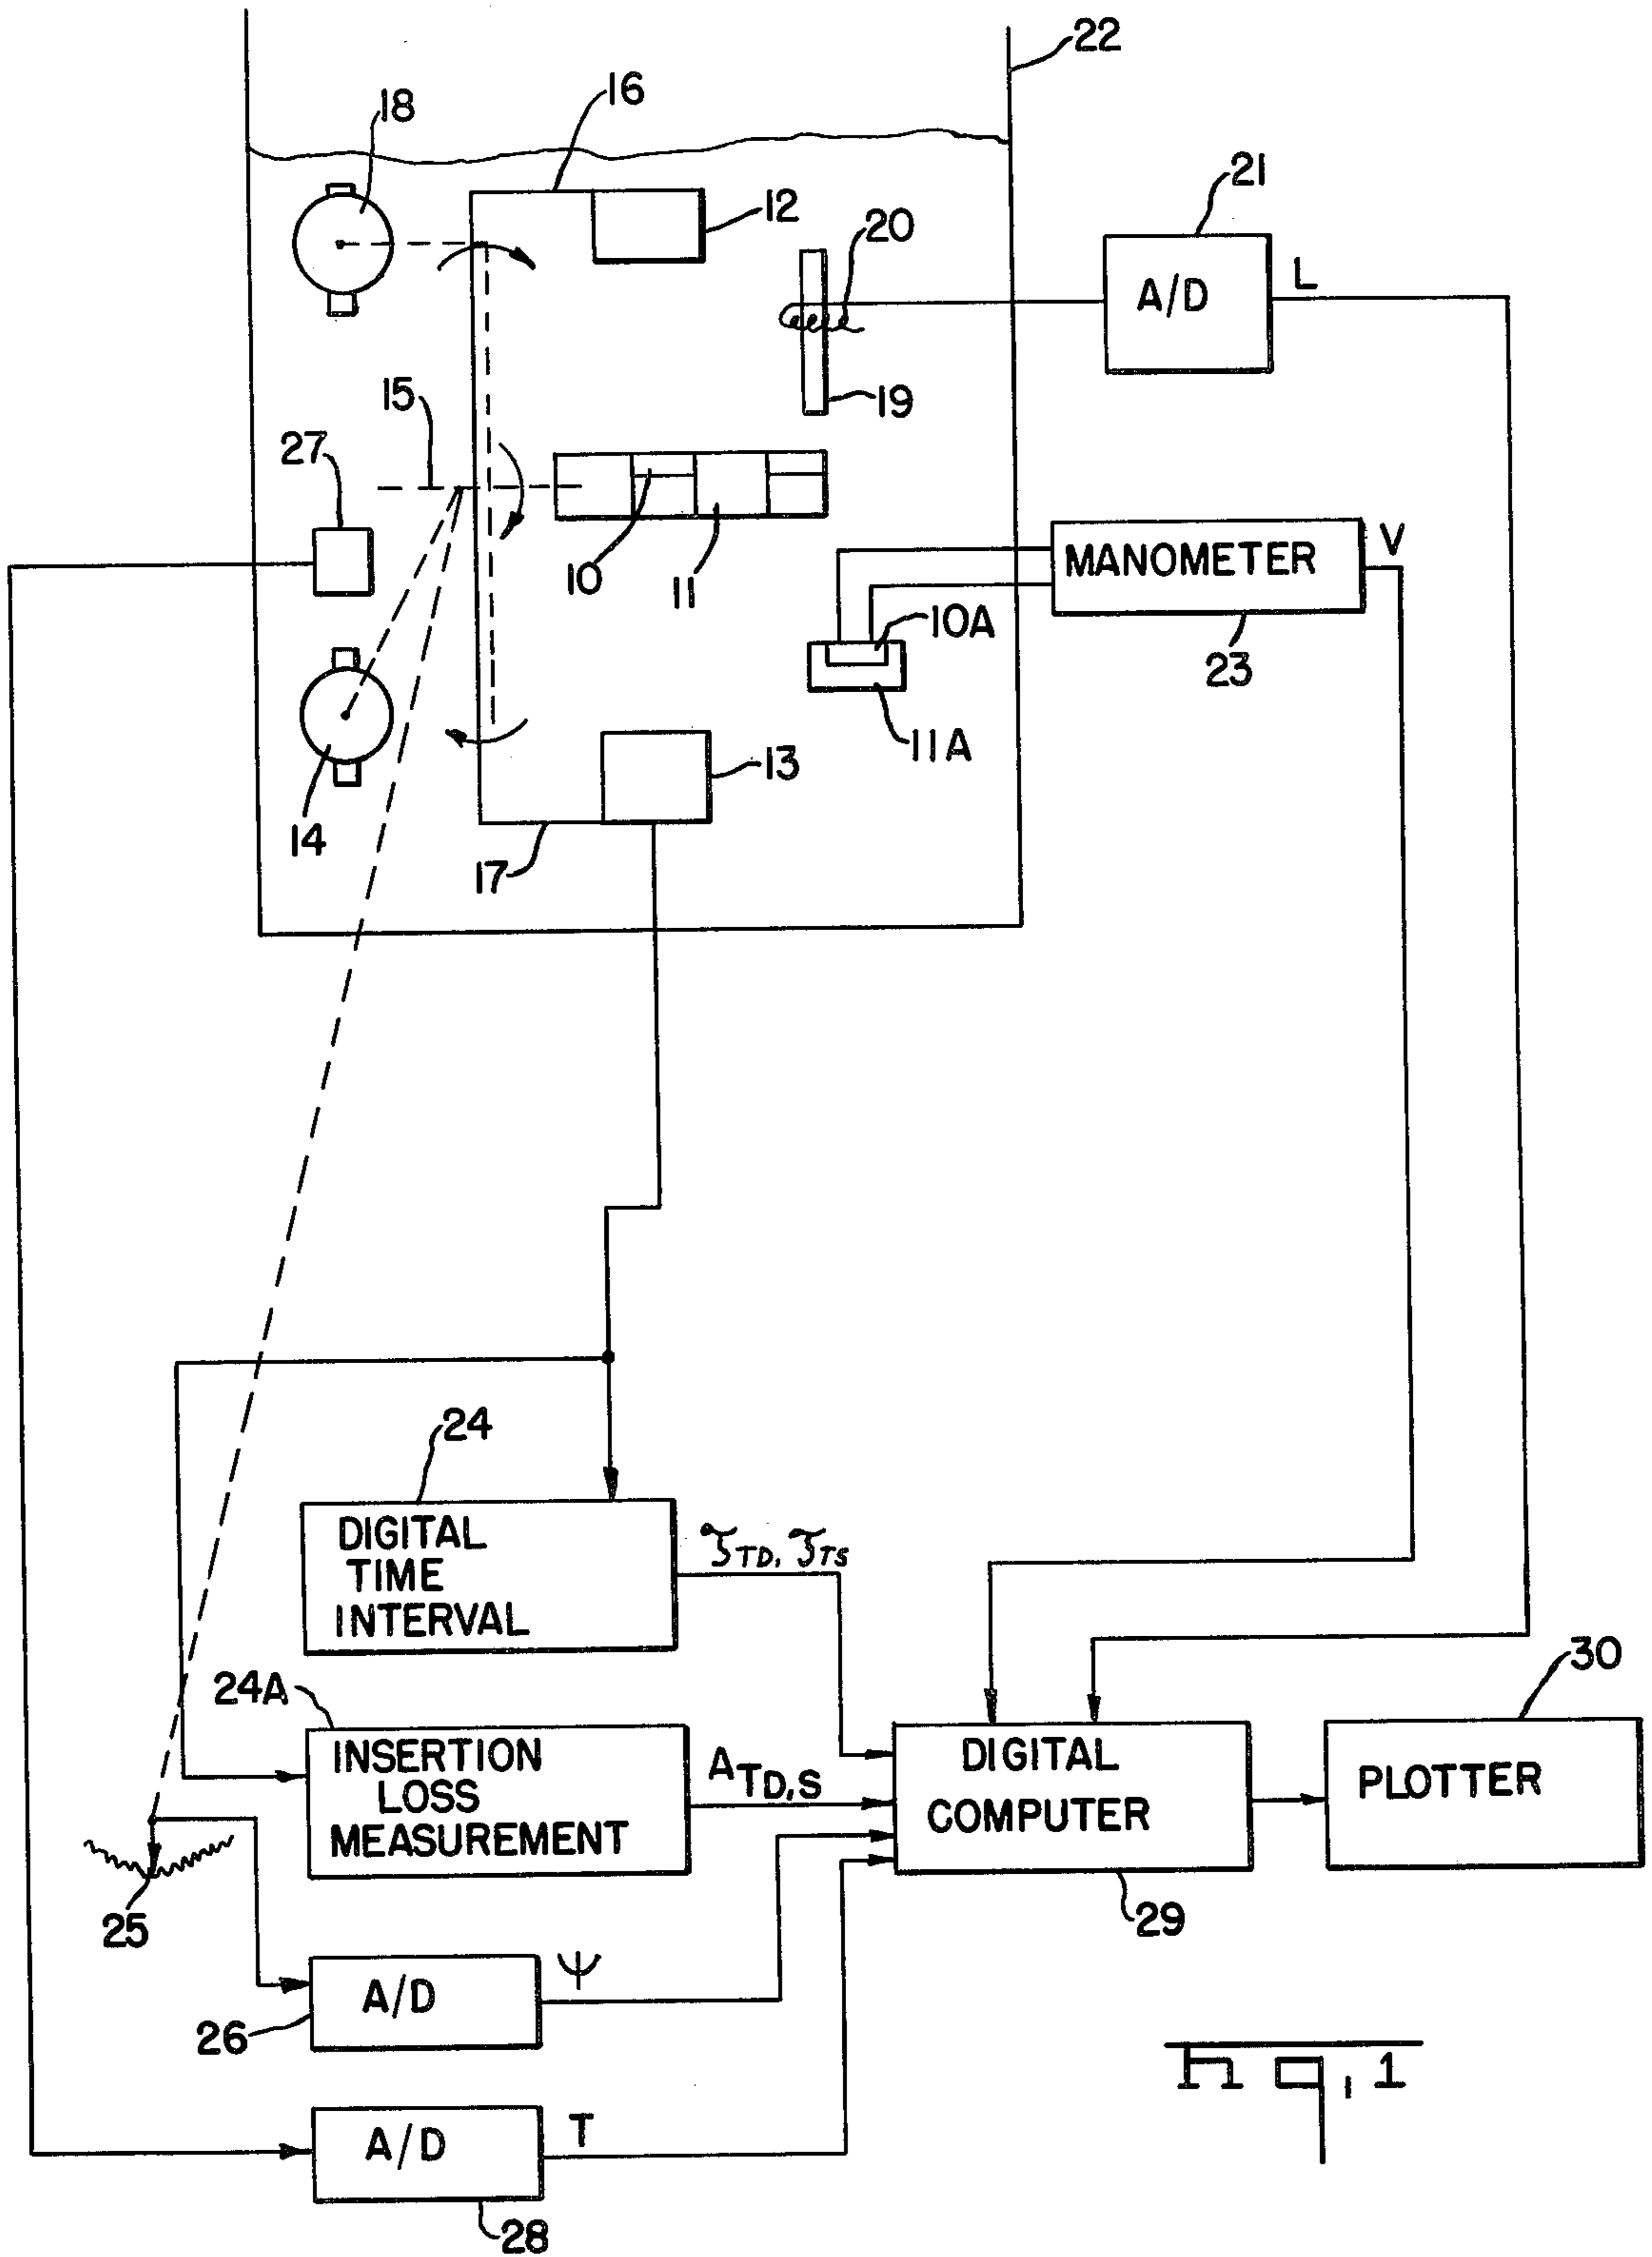 22
16
18
12
21
20
A/D
L
19
15
27
10
11
MANOMETER
V
10A
23
11A
13
14
17
24
DIGITAL
TIME
INTERVAL
τTD, τTS
30
24A
INSERTION
LOSS
MEASUREMENT
ATD,S
DIGITAL
COMPUTER
PLOTTER
25
29
A/D
Ψ
26
A/D
T
28
Fig. 1